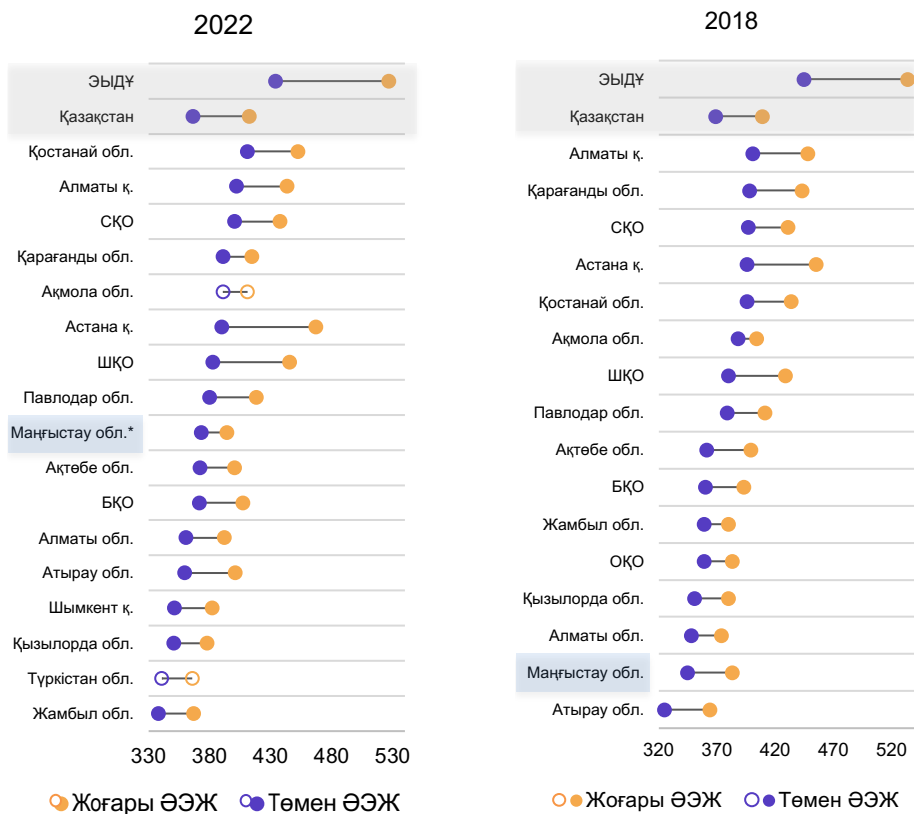 2022
ЭЫДҰ
Қазақстан
Қостанай обл.
Алматы қ.
СҚО
Қарағанды обл.
Ақмола обл.
Астана қ.
ШҚО
Павлодар обл.
Маңғыстау обл.*
Ақтөбе обл.
БҚО
Алматы обл.
Атырау обл.
Шымкент қ.
Қызылорда обл.
Түркістан обл.
Жамбыл обл.
330 380 430 480 530
Жоғары ӘЭЖ Төмен ӘЭЖ
2018
ЭЫДҰ
Қазақстан
Алматы қ.
Қарағанды обл.
СҚО
Астана қ.
Қостанай обл.
Ақмола обл.
ШҚО
Павлодар обл.
Ақтөбе обл.
БҚО
Жамбыл обл.
ОҚО
Қызылорда обл.
Алматы обл.
Маңғыстау обл.
Атырау обл.
320 370 420 470 520
Жоғары ӘЭЖ Төмен ӘЭЖ